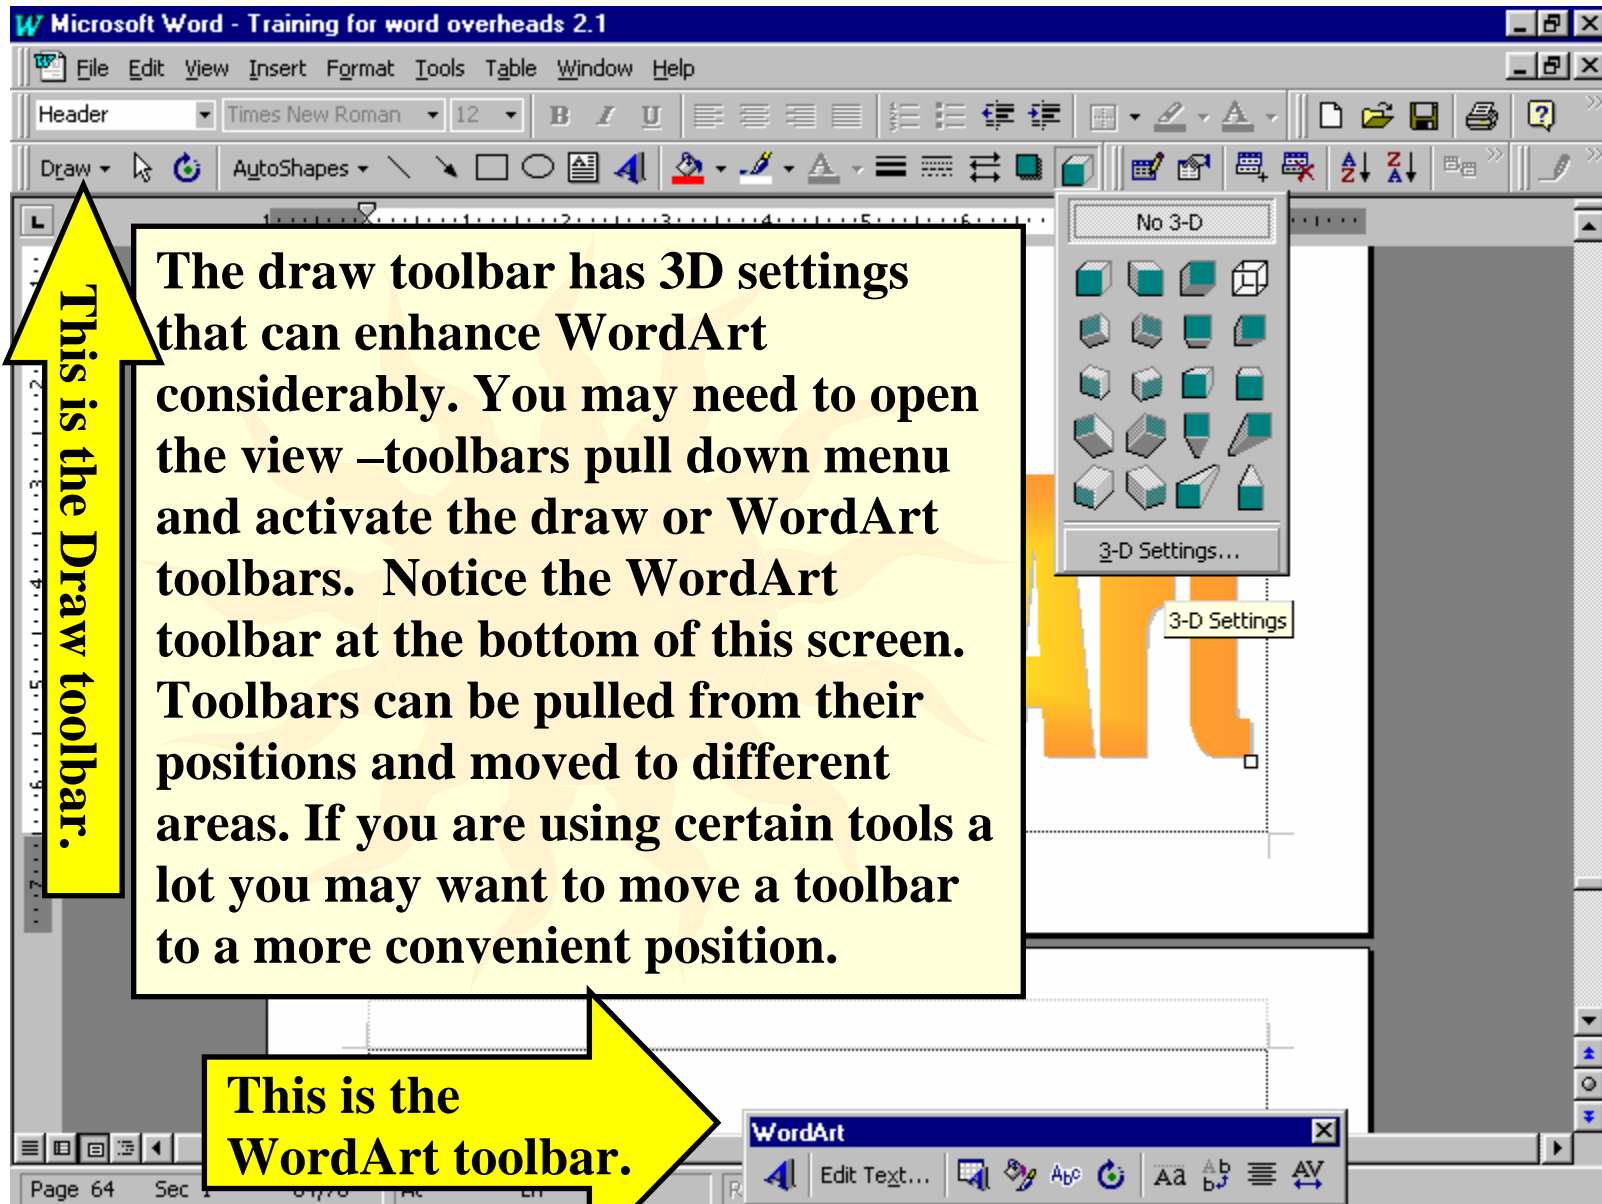 Microsoft Word - Training for word overheads 2.1
File Edit View Insert Format Tools Table Window Help
Header Times New Roman 12 B I U
Draw AutoShapes
No 3-D
3-D Settings...
3-D Settings
The draw toolbar has 3D settings
that can enhance WordArt
considerably. You may need to open
the view –toolbars pull down menu
and activate the draw or WordArt
toolbars. Notice the WordArt
toolbar at the bottom of this screen.
Toolbars can be pulled from their
positions and moved to different
areas. If you are using certain tools a
lot you may want to move a toolbar
to a more convenient position.
This is the Draw toolbar.
Art
This is the
WordArt toolbar.
WordArt
Edit Text...
Page 64 Sec